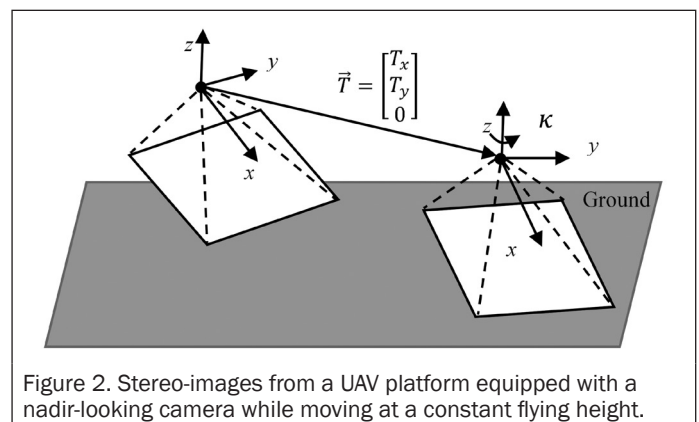 z
y
T⃗ = [Tx Ty 0]
x
z
κ
y
Ground
x
Figure 2. Stereo-images from a UAV platform equipped with a
nadir-looking camera while moving at a constant flying height.